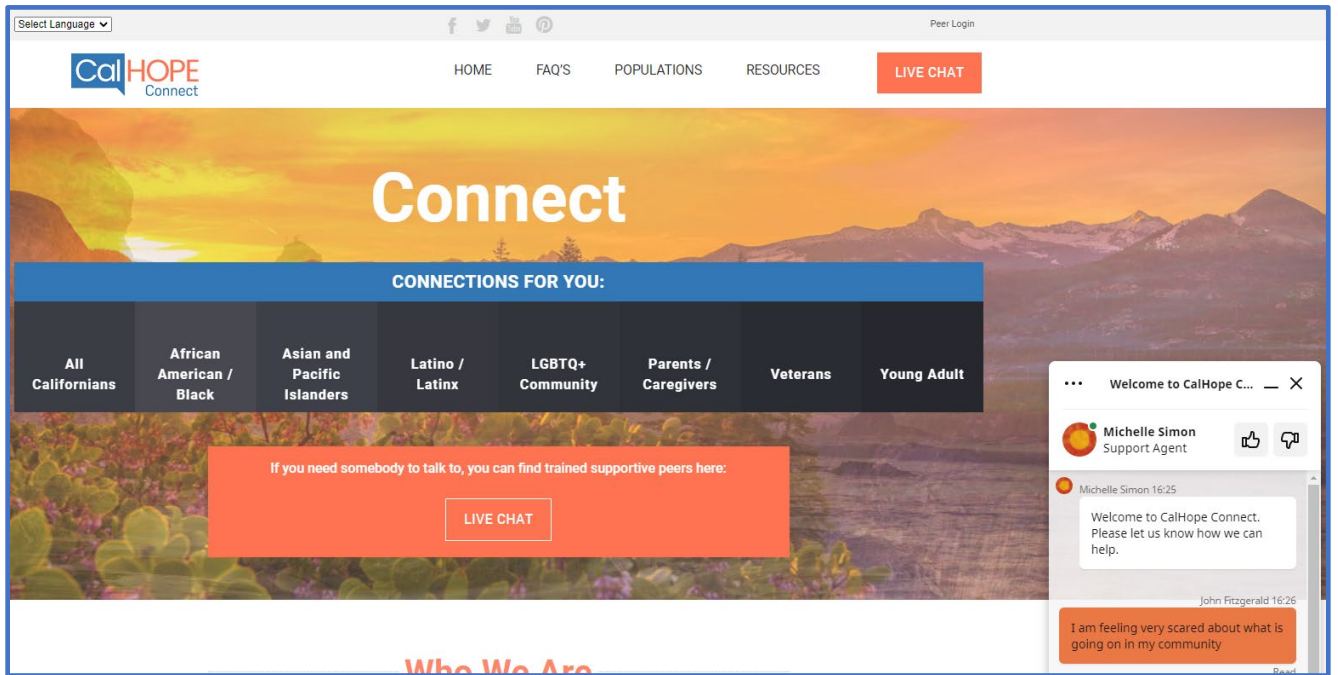 Select Language
Peer Login
CalHOPE
Connect
HOME FAQ'S POPULATIONS RESOURCES LIVE CHAT
Connect
CONNECTIONS FOR YOU:
All
Californians
African
American /
Black
Asian and
Pacific
Islanders
Latino /
Latinx
LGBTQ+
Community
Parents /
Caregivers
Veterans
Young Adult
If you need somebody to talk to, you can find trained supportive peers here:
LIVE CHAT
Who We Are
Welcome to CalHope C...
Michelle Simon
Support Agent
Michelle Simon 16:25
Welcome to CalHope Connect.
Please let us know how we can
help.
John Fitzgerald 16:26
I am feeling very scared about what is
going on in my community
Read